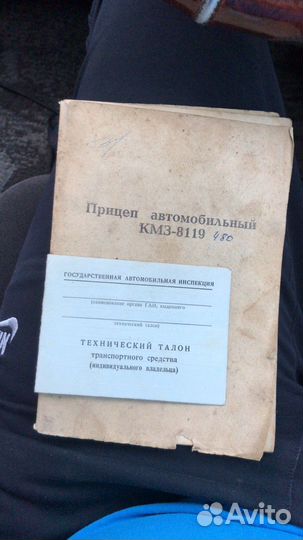 Прицеп автомобильный
КМЗ-8119 480
ГОСУДАРСТВЕННАЯ АВТОМОБИЛЬНАЯ ИНСПЕКЦИЯ
(наименование органа ГАИ, выдавшего
технический талон)
ТЕХНИЧЕСКИЙ ТАЛОН
транспортного средства
(индивидуального владельца)
Avito